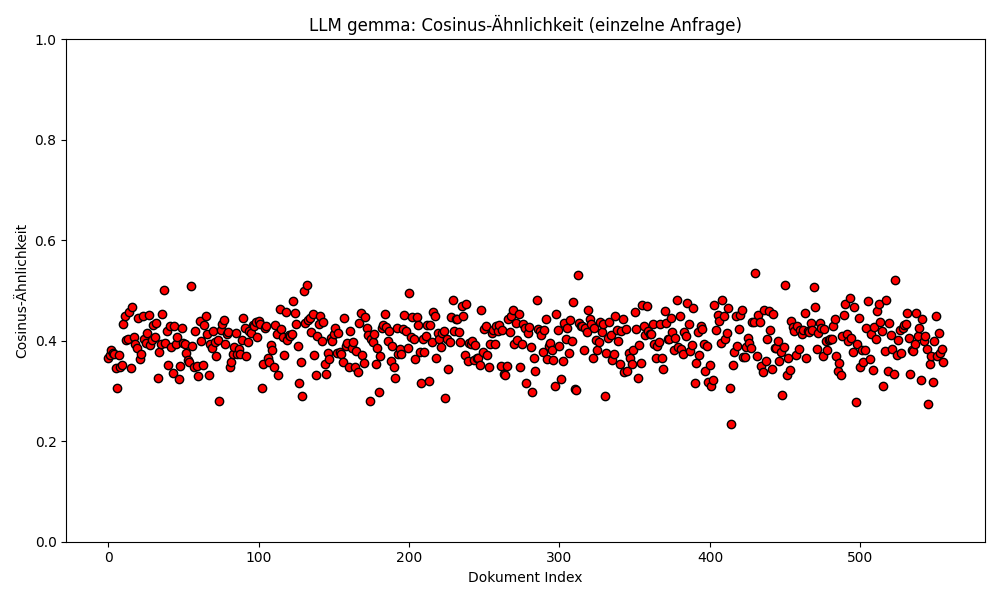 LLM gemma: Cosinus-Ähnlichkeit (einzelne Anfrage)
1.0
0.8
0.6
0.4
0.2
0.0
Cosinus-Ähnlichkeit
0 100 200 300 400 500
Dokument Index